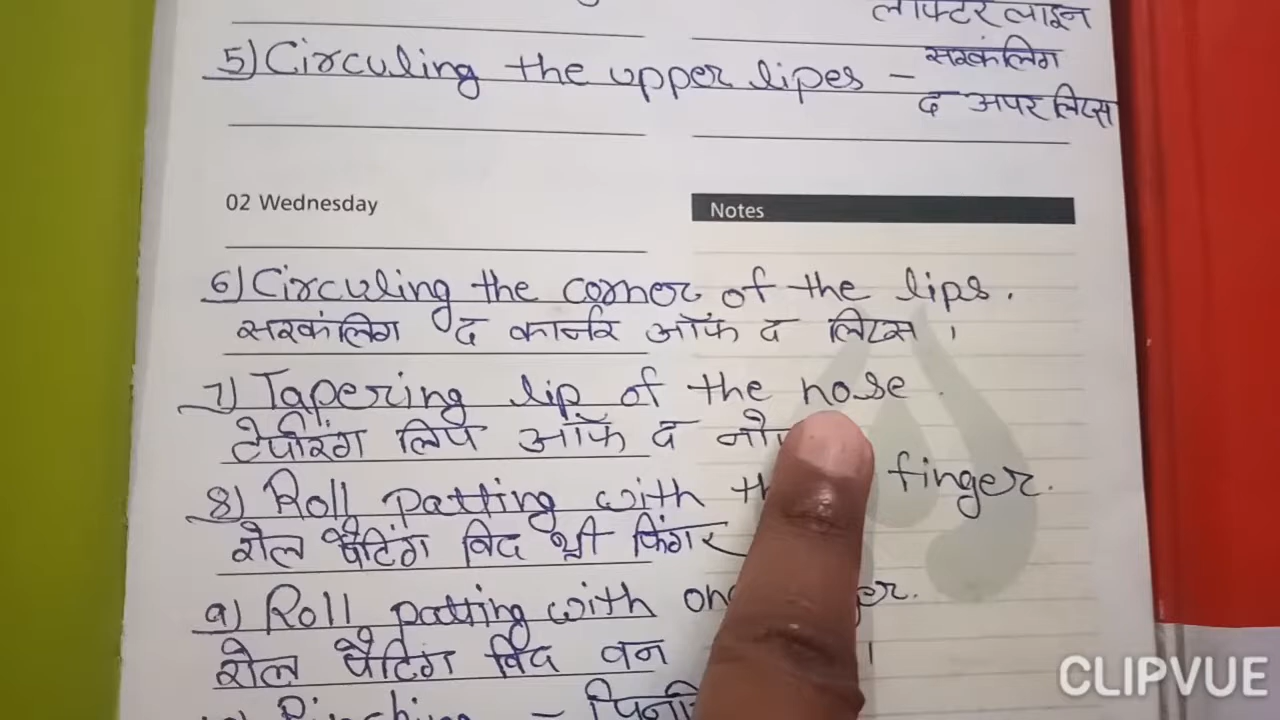 लाफ्टर लाइन
5) Circuling the upper lipes – सरकंलिग
द अपर लिप्स
02 Wednesday
Notes
6) Circuling the corner of the lips.
सरकंलिग द कार्नर ऑफ द लिप्स ।
7) Tapering lip of the nose.
टेपीरंग लिप ऑफ द
8) Roll patting with finger.
रोल पैटिंग विद थ्री फिंगर
9) Roll patting with
रोल पैटिंग विद वन ।
CLIPVUE